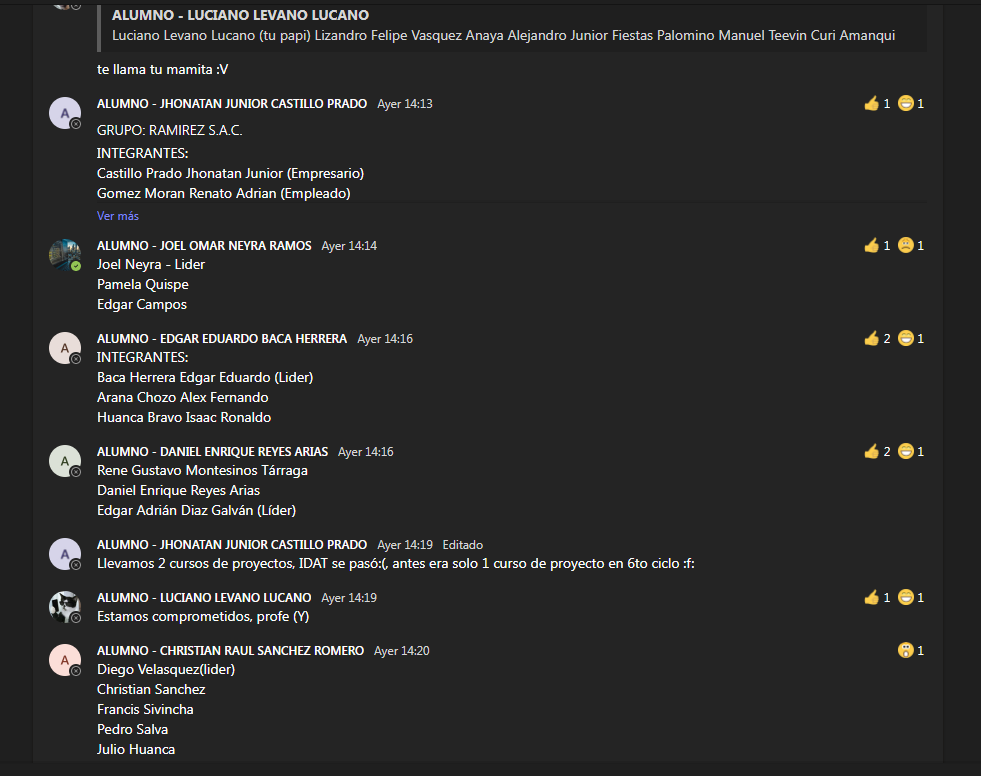 ALUMNO - LUCIANO LEVANO LUCANO
Luciano Levano Lucano (tu papi) Lizandro Felipe Vasquez Anaya Alejandro Junior Fiestas Palomino Manuel Teevin Curi Amanqui
te llama tu mamita :V
A
ALUMNO - JHONATAN JUNIOR CASTILLO PRADO Ayer 14:13
👍 1 😁 1
GRUPO: RAMIREZ S.A.C.
INTEGRANTES:
Castillo Prado Jhonatan Junior (Empresario)
Gomez Moran Renato Adrian (Empleado)
Ver más
ALUMNO - JOEL OMAR NEYRA RAMOS Ayer 14:14
👍 1 🙁 1
Joel Neyra - Lider
Pamela Quispe
Edgar Campos
A
ALUMNO - EDGAR EDUARDO BACA HERRERA Ayer 14:16
👍 2 😁 1
INTEGRANTES:
Baca Herrera Edgar Eduardo (Lider)
Arana Chozo Alex Fernando
Huanca Bravo Isaac Ronaldo
A
ALUMNO - DANIEL ENRIQUE REYES ARIAS Ayer 14:16
👍 2 😁 1
Rene Gustavo Montesinos Tárraga
Daniel Enrique Reyes Arias
Edgar Adrián Diaz Galván (Líder)
A
ALUMNO - JHONATAN JUNIOR CASTILLO PRADO Ayer 14:19 Editado
Llevamos 2 cursos de proyectos, IDAT se pasó:(, antes era solo 1 curso de proyecto en 6to ciclo :f:
ALUMNO - LUCIANO LEVANO LUCANO Ayer 14:19
👍 1 😁 1
Estamos comprometidos, profe (Y)
A
ALUMNO - CHRISTIAN RAUL SANCHEZ ROMERO Ayer 14:20
😮 1
Diego Velasquez(lider)
Christian Sanchez
Francis Sivincha
Pedro Salva
Julio Huanca